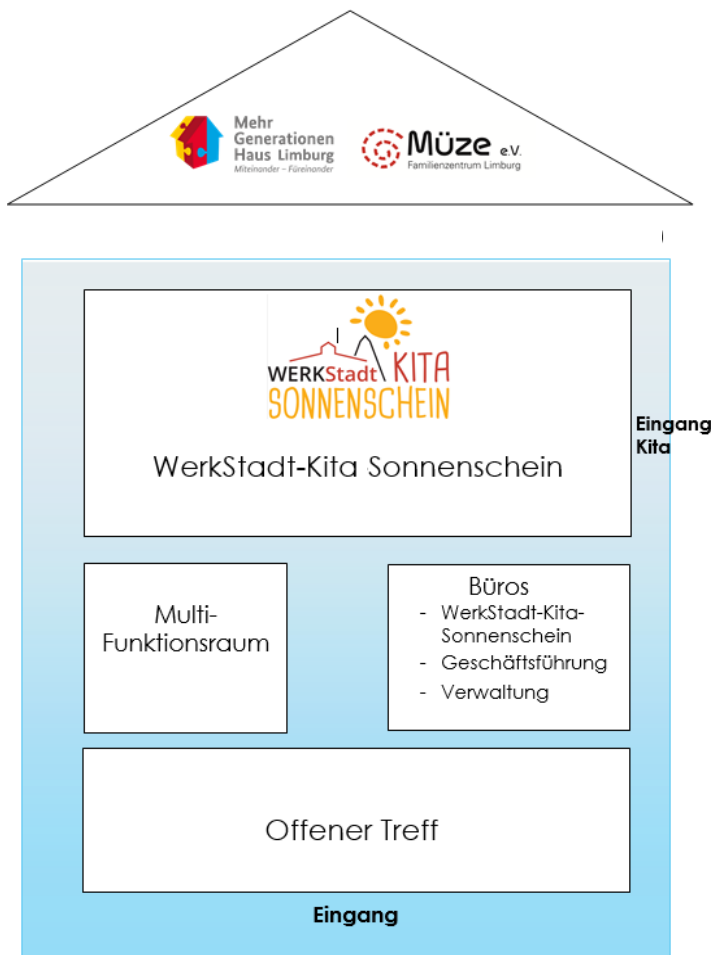 Mehr
Generationen
Haus Limburg
Miteinander – Füreinander
Müze e.V.
Familienzentrum Limburg
WERKStadt KITA
SONNENSCHEIN
WerkStadt-Kita Sonnenschein
Eingang
Kita
Multi-
Funktionsraum
Büros
- WerkStadt-Kita-
Sonnenschein
- Geschäftsführung
- Verwaltung
Offener Treff
Eingang